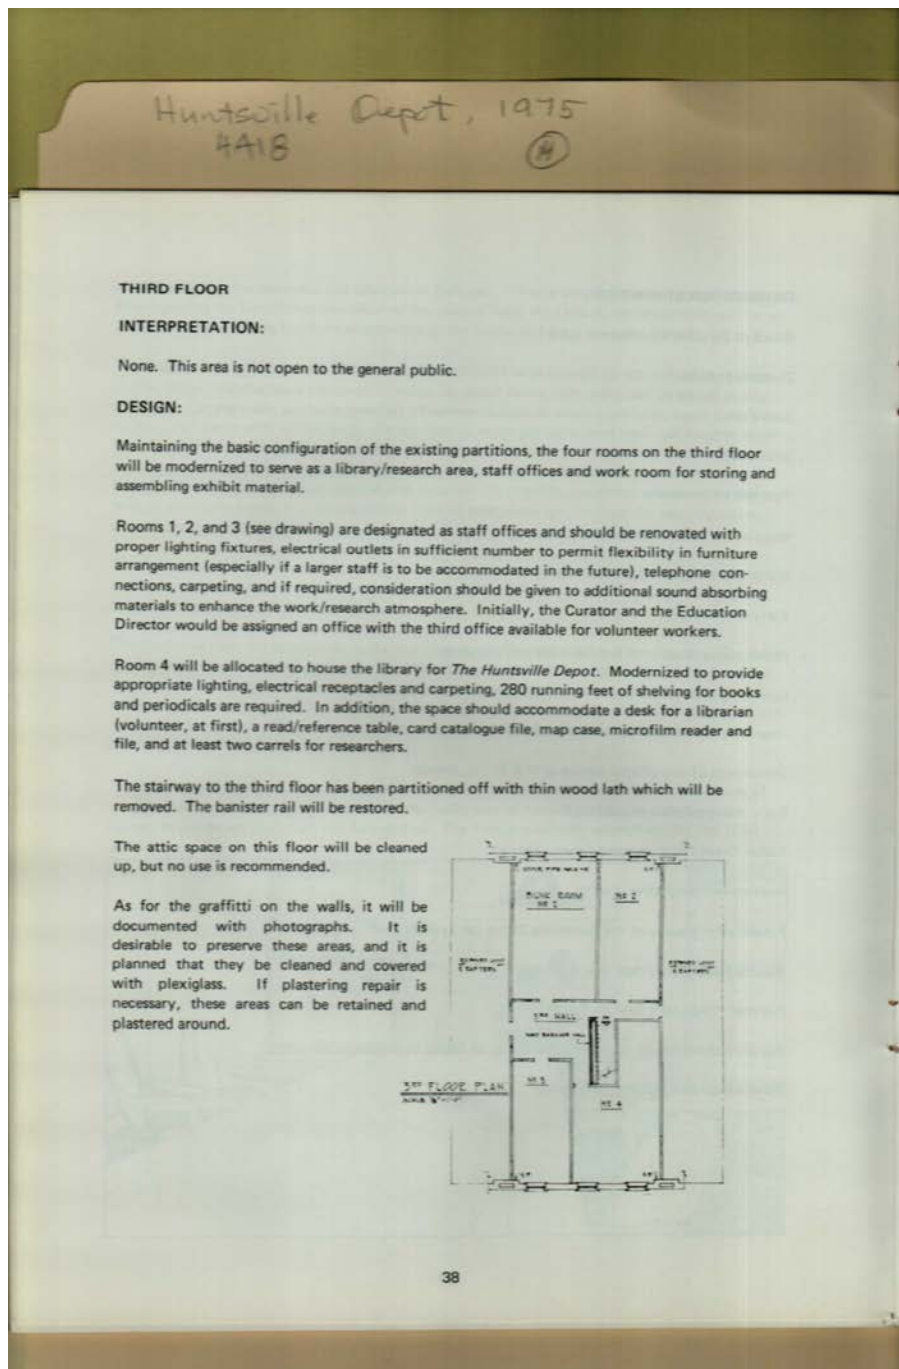 Huntsville Depot, 1975
4418
14
THIRD FLOOR
INTERPRETATION:
None. This area is not open to the general public.
DESIGN:
Maintaining the basic configuration of the existing partitions, the four rooms on the third floor
will be modernized to serve as a library/research area, staff offices and work room for storing and
assembling exhibit material.
Rooms 1, 2, and 3 (see drawing) are designated as staff offices and should be renovated with
proper lighting fixtures, electrical outlets in sufficient number to permit flexibility in furniture
arrangement (especially if a larger staff is to be accommodated in the future), telephone con-
nections, carpeting, and if required, consideration should be given to additional sound absorbing
materials to enhance the work/research atmosphere. Initially, the Curator and the Education
Director would be assigned an office with the third office available for volunteer workers.
Room 4 will be allocated to house the library for The Huntsville Depot. Modernized to provide
appropriate lighting, electrical receptacles and carpeting, 280 running feet of shelving for books
and periodicals are required. In addition, the space should accommodate a desk for a librarian
(volunteer, at first), a read/reference table, card catalogue file, map case, microfilm reader and
file, and at least two carrels for researchers.
The stairway to the third floor has been partitioned off with thin wood lath which will be
removed. The banister rail will be restored.
The attic space on this floor will be cleaned
up, but no use is recommended.
As for the graffitti on the walls, it will be
documented with photographs. It is
desirable to preserve these areas, and it is
planned that they be cleaned and covered
with plexiglass. If plastering repair is
necessary, these areas can be retained and
plastered around.
Nº 2
HALL
Nº 3
Nº 4
3RD FLOOR PLAN
38